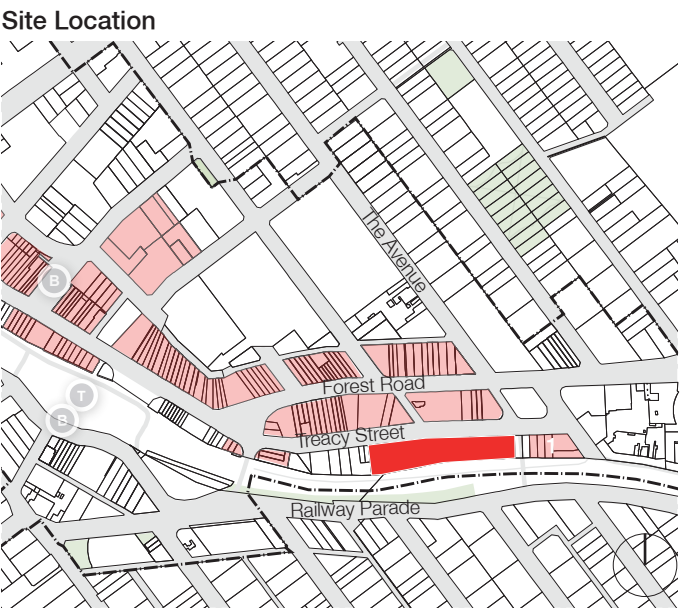 Site Location
The Avenue
B
T
B
Forest Road
Treacy Street
1
Railway Parade